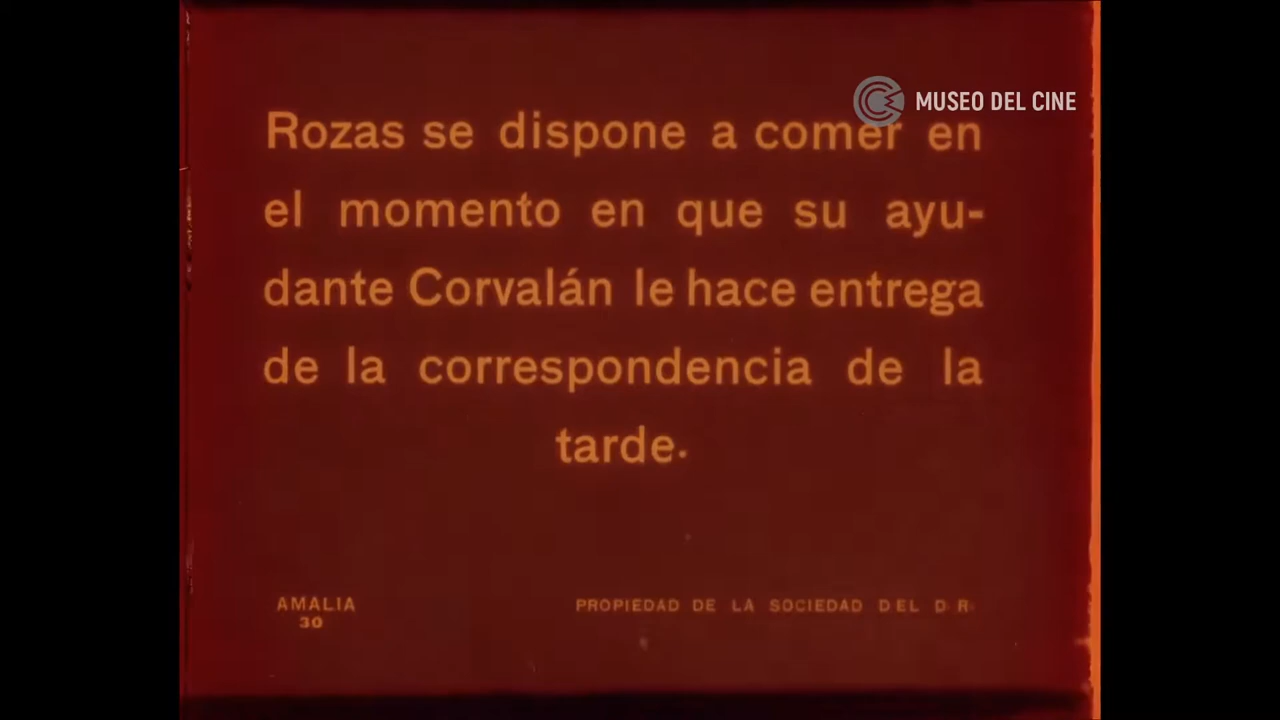 MUSEO DEL CINE
Rozas se dispone a comer en
el momento en que su ayu-
dante Corvalán le hace entrega
de la correspondencia de la
tarde.
AMALIA
30
PROPIEDAD DE LA SOCIEDAD DEL D. R.